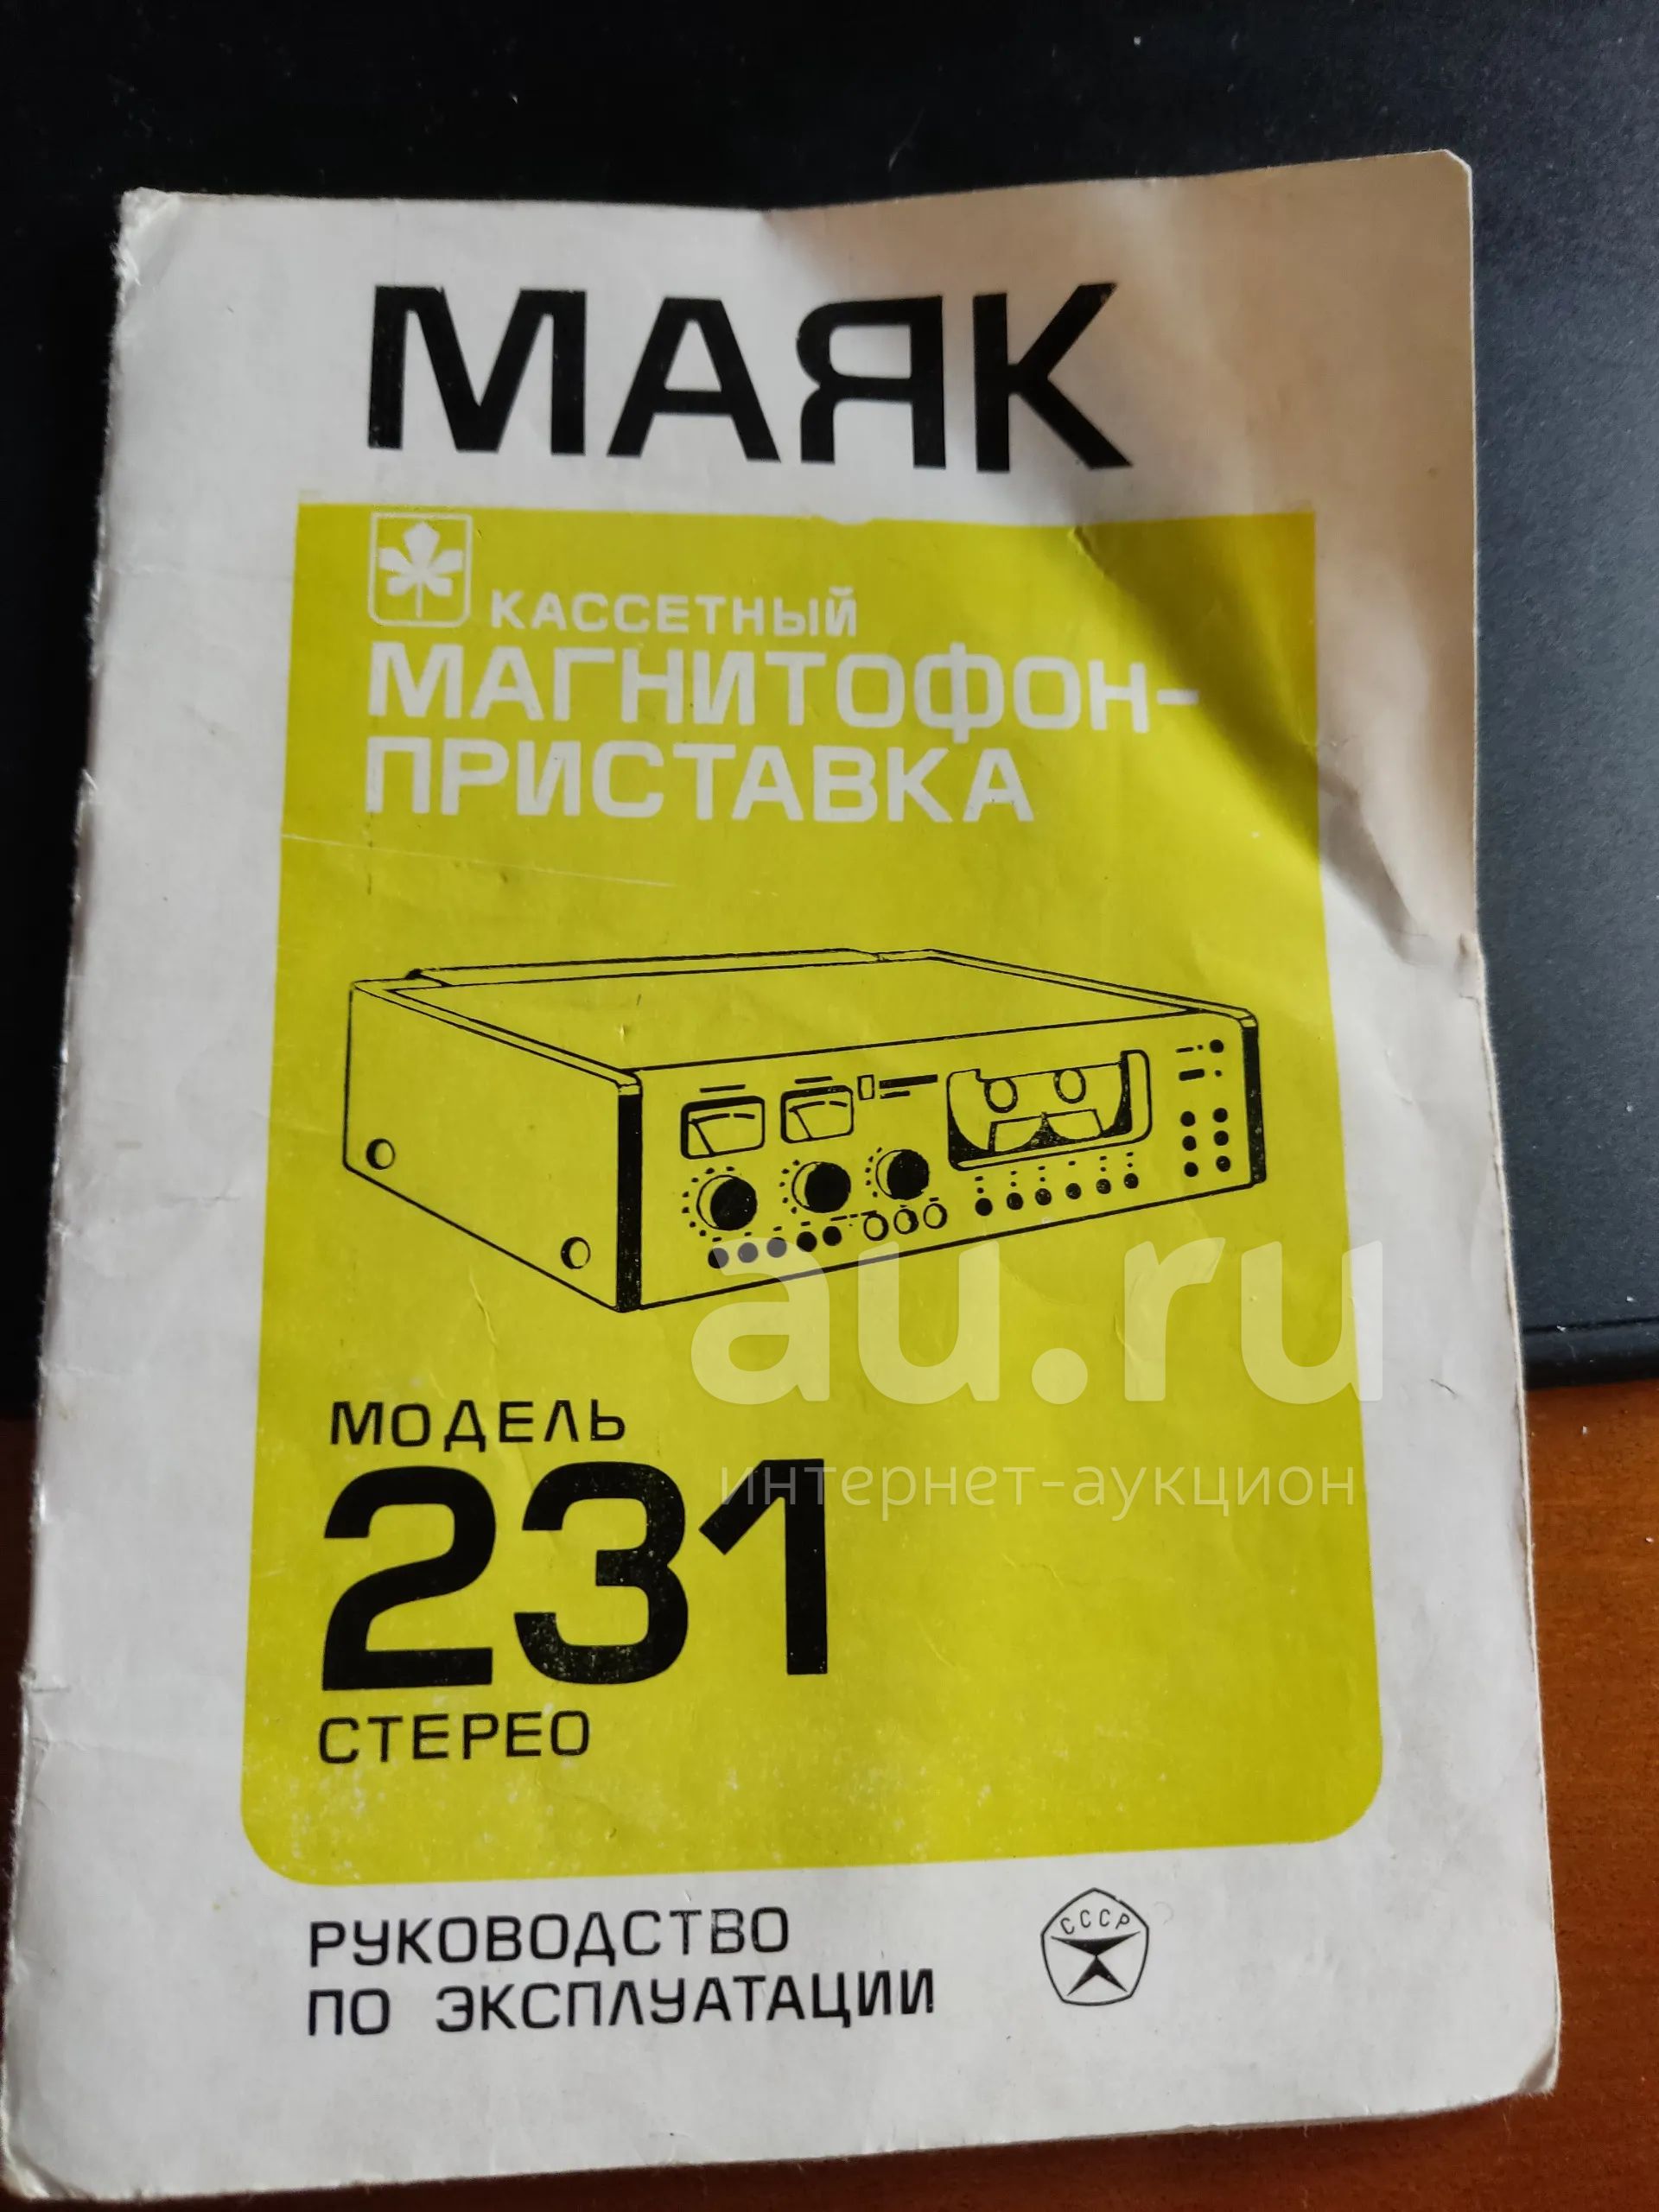 МАЯК
КАССЕТНЫЙ
МАГНИТОФОН-
ПРИСТАВКА
МОДЕЛЬ
231
СТЕРЕО
au.ru
интернет-аукцион
РУКОВОДСТВО
ПО ЭКСПЛУАТАЦИИ
СССР